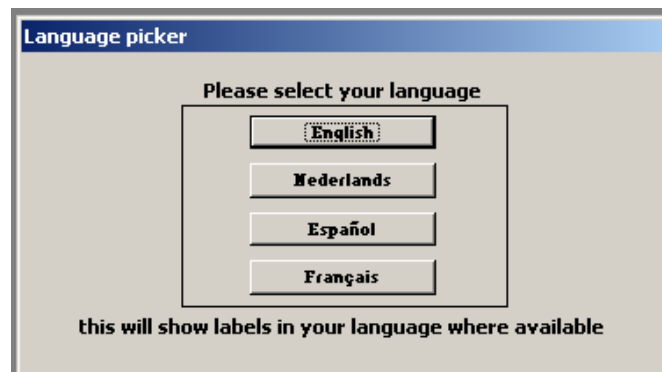 Language picker
Please select your language
English
Nederlands
Español
Français
this will show labels in your language where available